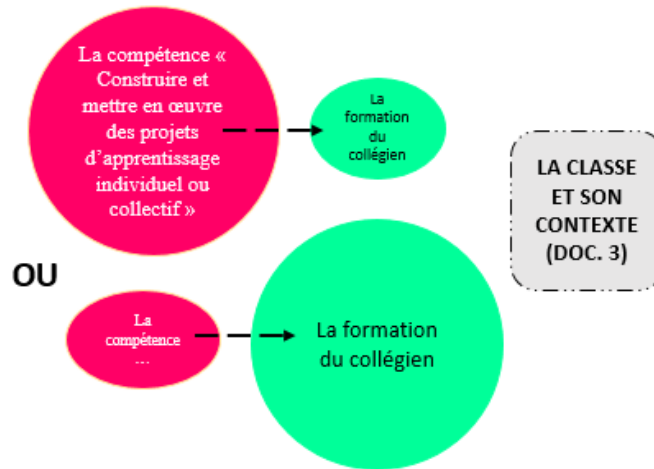 La compétence «
Construire et
mettre en œuvre
des projets
d’apprentissage
individuel ou
collectif »
La
formation
du
collégien
LA CLASSE
ET SON
CONTEXTE
(DOC. 3)
OU
La
compétence
...
La formation
du collégien